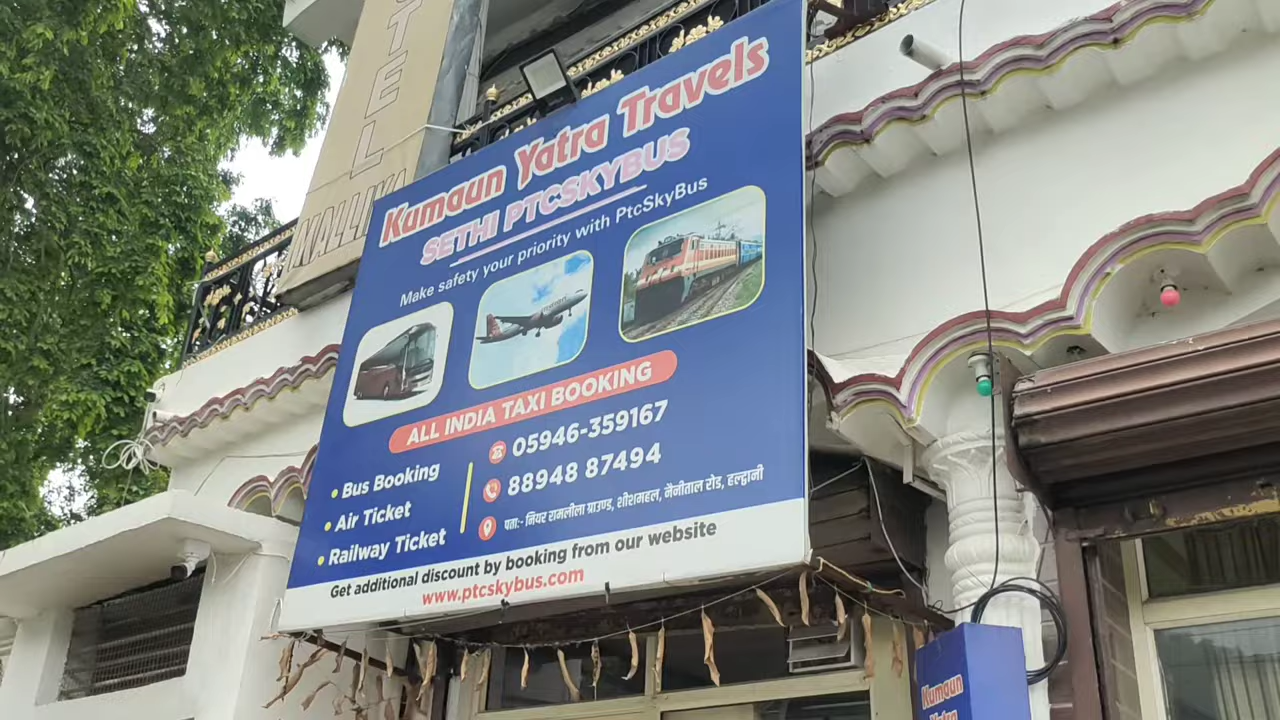 Kumaun Yatra Travels
SETHI PTCSKYBUS
Make safety your priority with PtcSkyBus
ALL INDIA TAXI BOOKING
• Bus Booking
• Air Ticket
• Railway Ticket
05946-359167
88948 87494
पता:- नियर रामलीला ग्राउण्ड, शीशमहल, नैनीताल रोड, हल्द्वानी
Get additional discount by booking from our website
www.ptcskybus.com
Kumaun
Yatra